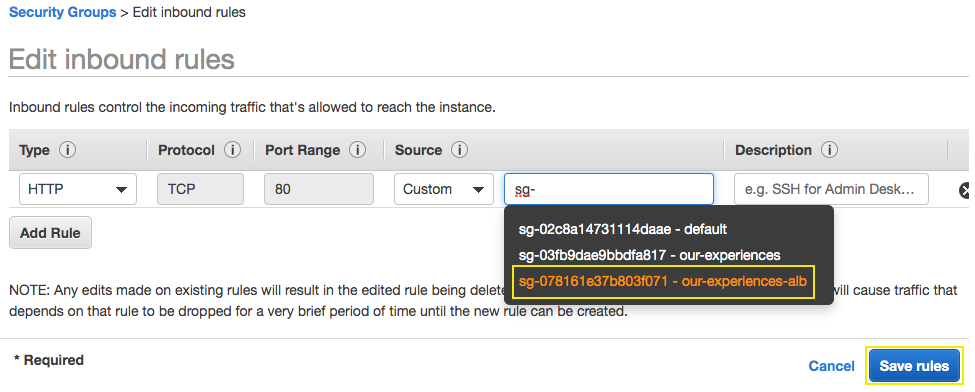 Security Groups > Edit inbound rules
Edit inbound rules
Inbound rules control the incoming traffic that's allowed to reach the instance.
Type Protocol Port Range Source Description
HTTP TCP 80 Custom sg- e.g. SSH for Admin Desk...
Add Rule
sg-02c8a14731114daae - default
sg-03fb9dae9bbdfa817 - our-experiences
sg-078161e37b803f071 - our-experiences-alb
NOTE: Any edits made on existing rules will result in the edited rule being delete will cause traffic that
depends on that rule to be dropped for a very brief period of time until the new rule can be created.
* Required
Cancel Save rules